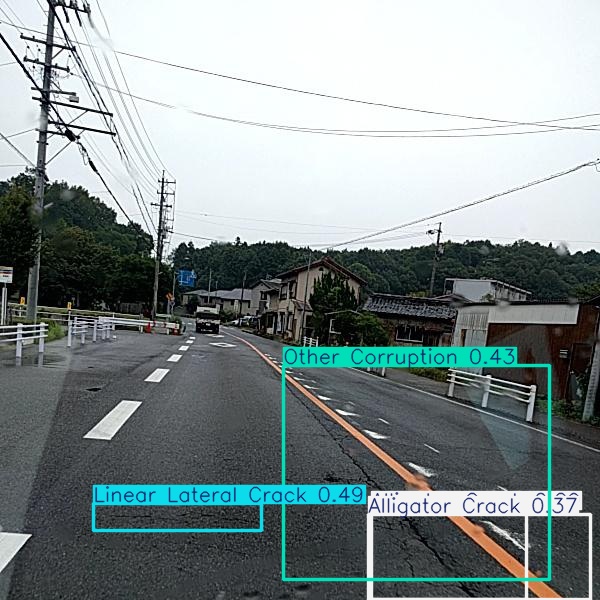 Other Corruption 0.43
Linear Lateral Crack 0.49
Alligator Crack 0.37